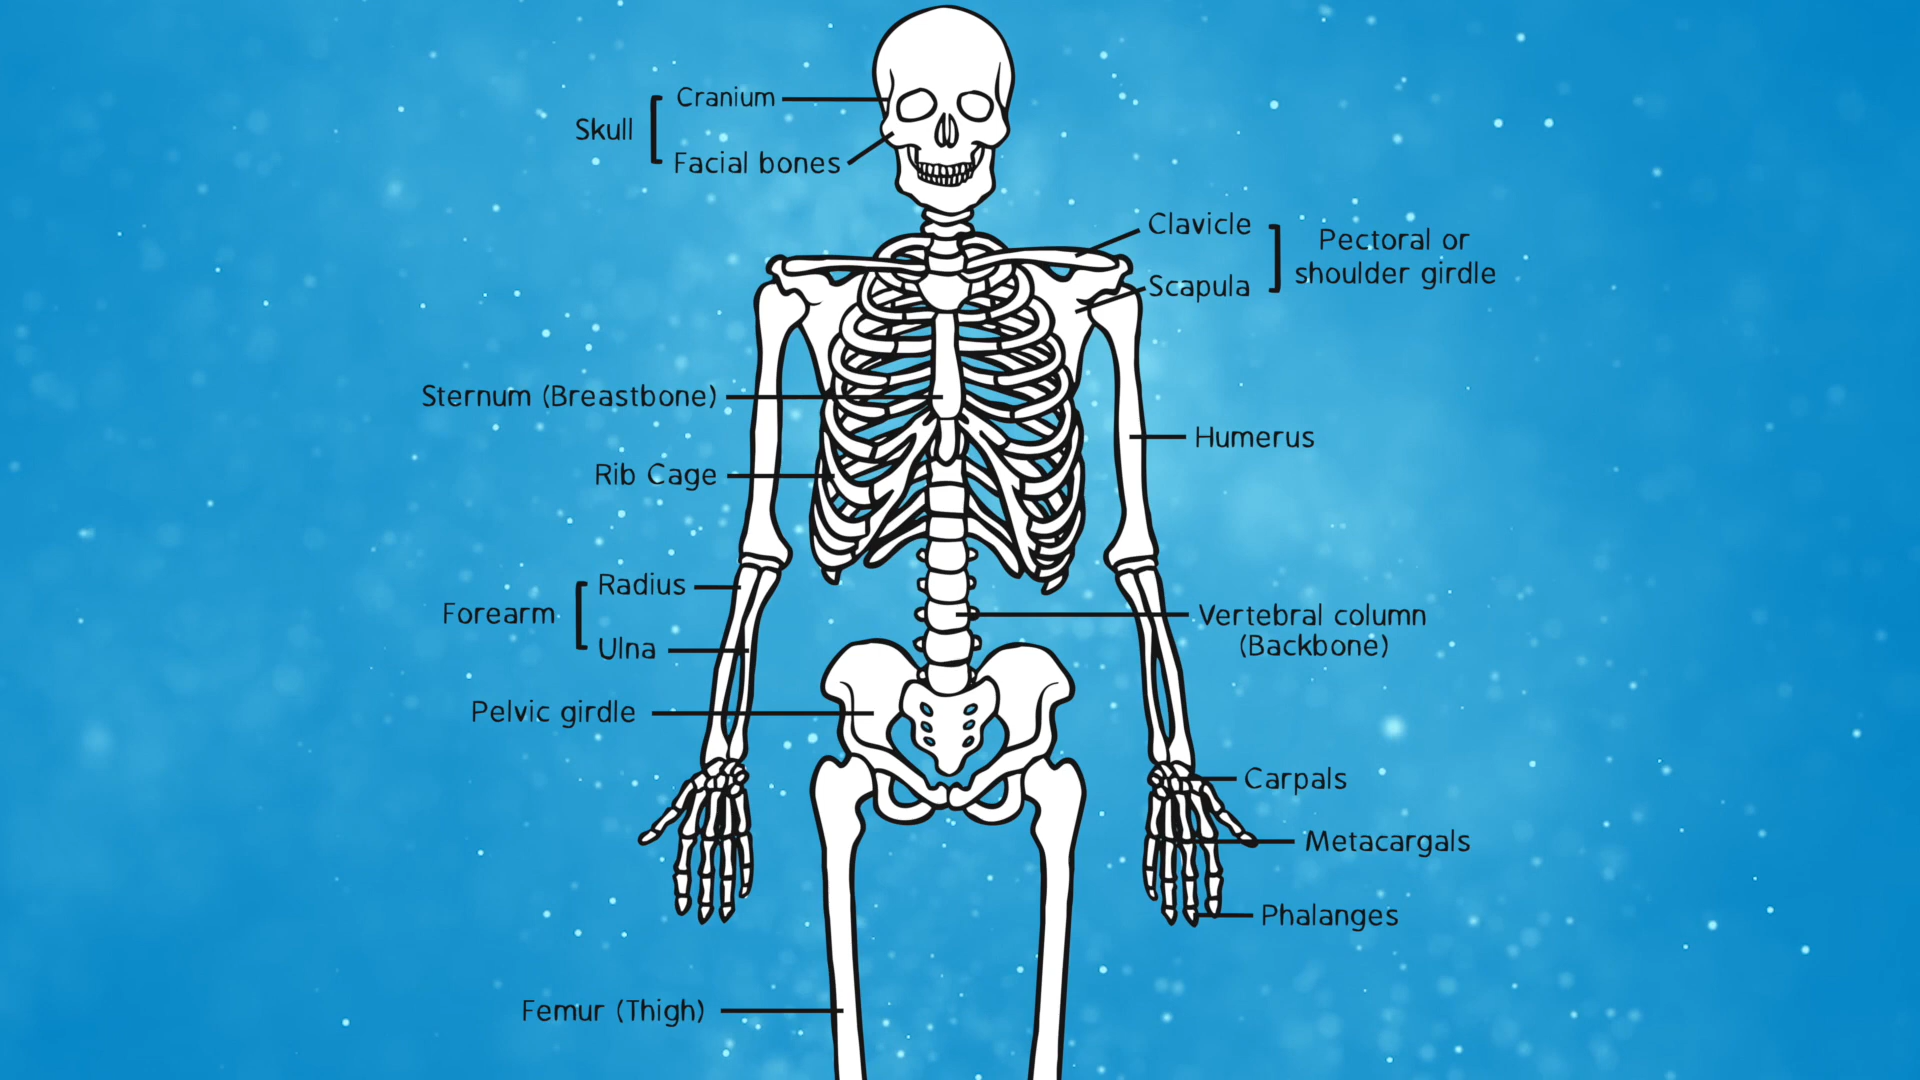 Cranium
Skull
Facial bones
Clavicle
Pectoral or
shoulder girdle
Scapula
Sternum (Breastbone)
Humerus
Rib Cage
Radius
Forearm
Ulna
Vertebral column
(Backbone)
Pelvic girdle
Carpals
Metacargals
Phalanges
Femur (Thigh)